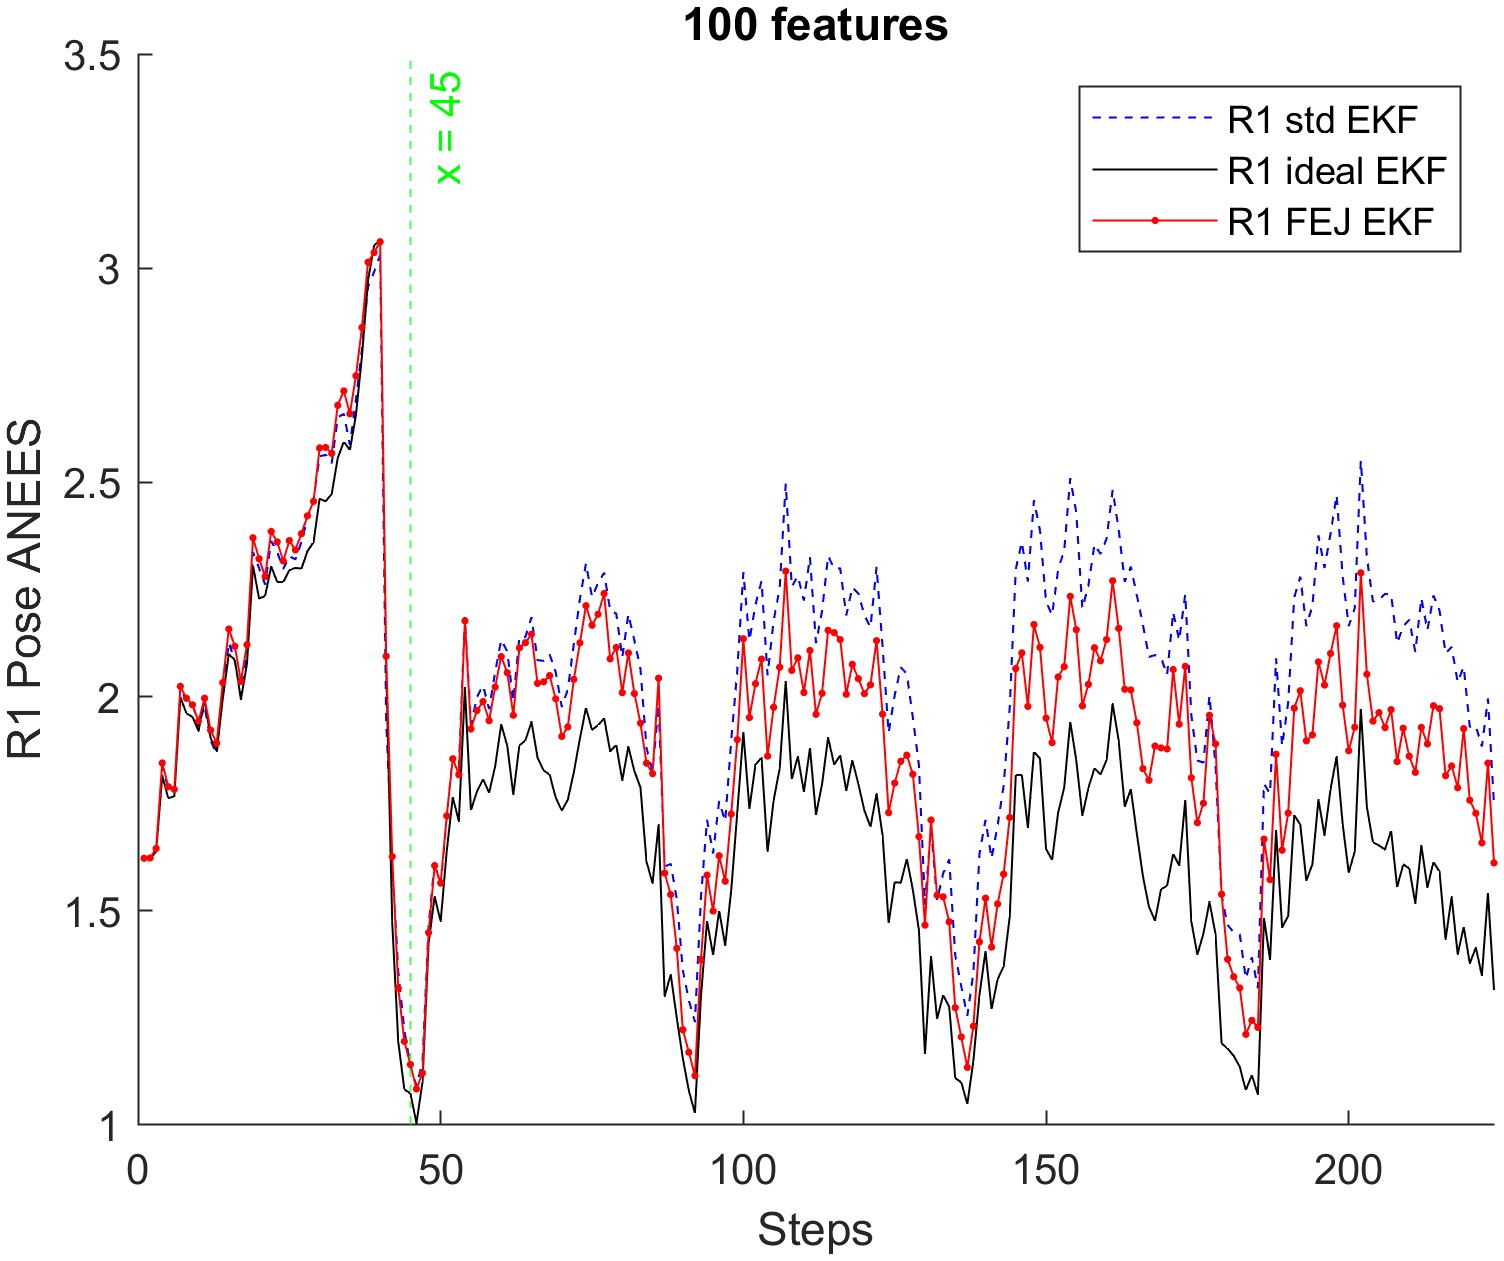 100 features
3.5
3
2.5
2
1.5
1
R1 Pose ANEES
x = 45
R1 std EKF
R1 ideal EKF
R1 FEJ EKF
0 50 100 150 200
Steps